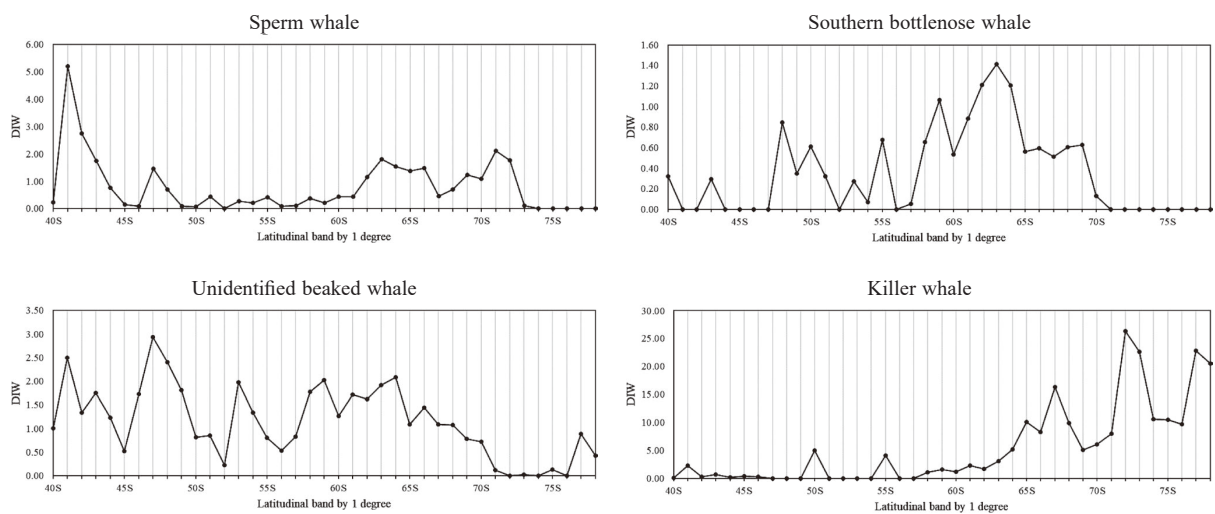 Sperm whale
6.00
5.00
4.00
3.00
2.00
1.00
0.00
DIW
40S 45S 50S 55S 60S 65S 70S 75S
Latitudinal band by 1 degree
Southern bottlenose whale
1.60
1.40
1.20
1.00
0.80
0.60
0.40
0.20
0.00
DIW
40S 45S 50S 55S 60S 65S 70S 75S
Latitudinal band by 1 degree
Unidentified beaked whale
3.50
3.00
2.50
2.00
1.50
1.00
0.50
0.00
DIW
40S 45S 50S 55S 60S 65S 70S 75S
Latitudinal band by 1 degree
Killer whale
30.00
25.00
20.00
15.00
10.00
5.00
0.00
DIW
40S 45S 50S 55S 60S 65S 70S 75S
Latitudinal band by 1 degree